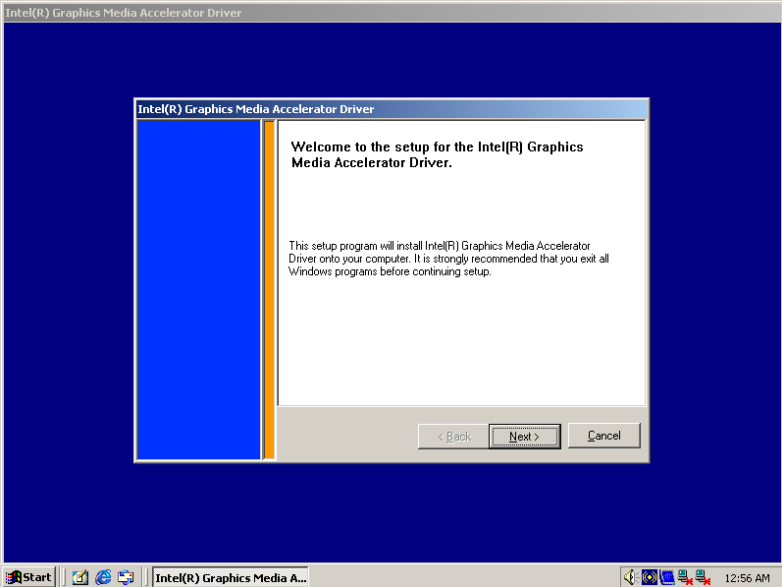 Intel(R) Graphics Media Accelerator Driver
Intel(R) Graphics Media Accelerator Driver
Welcome to the setup for the Intel(R) Graphics
Media Accelerator Driver.
This setup program will install Intel(R) Graphics Media Accelerator
Driver onto your computer. It is strongly recommended that you exit all
Windows programs before continuing setup.
< Back
Next >
Cancel
Start
Intel(R) Graphics Media A...
12:56 AM